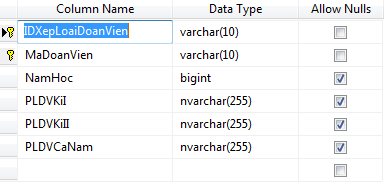 Column Name Data Type Allow Nulls
IDXepLoaiDoanVien varchar(10)
MaDoanVien varchar(10)
NamHoc bigint
PLDVKiI nvarchar(255)
PLDVKiII nvarchar(255)
PLDVCaNam nvarchar(255)